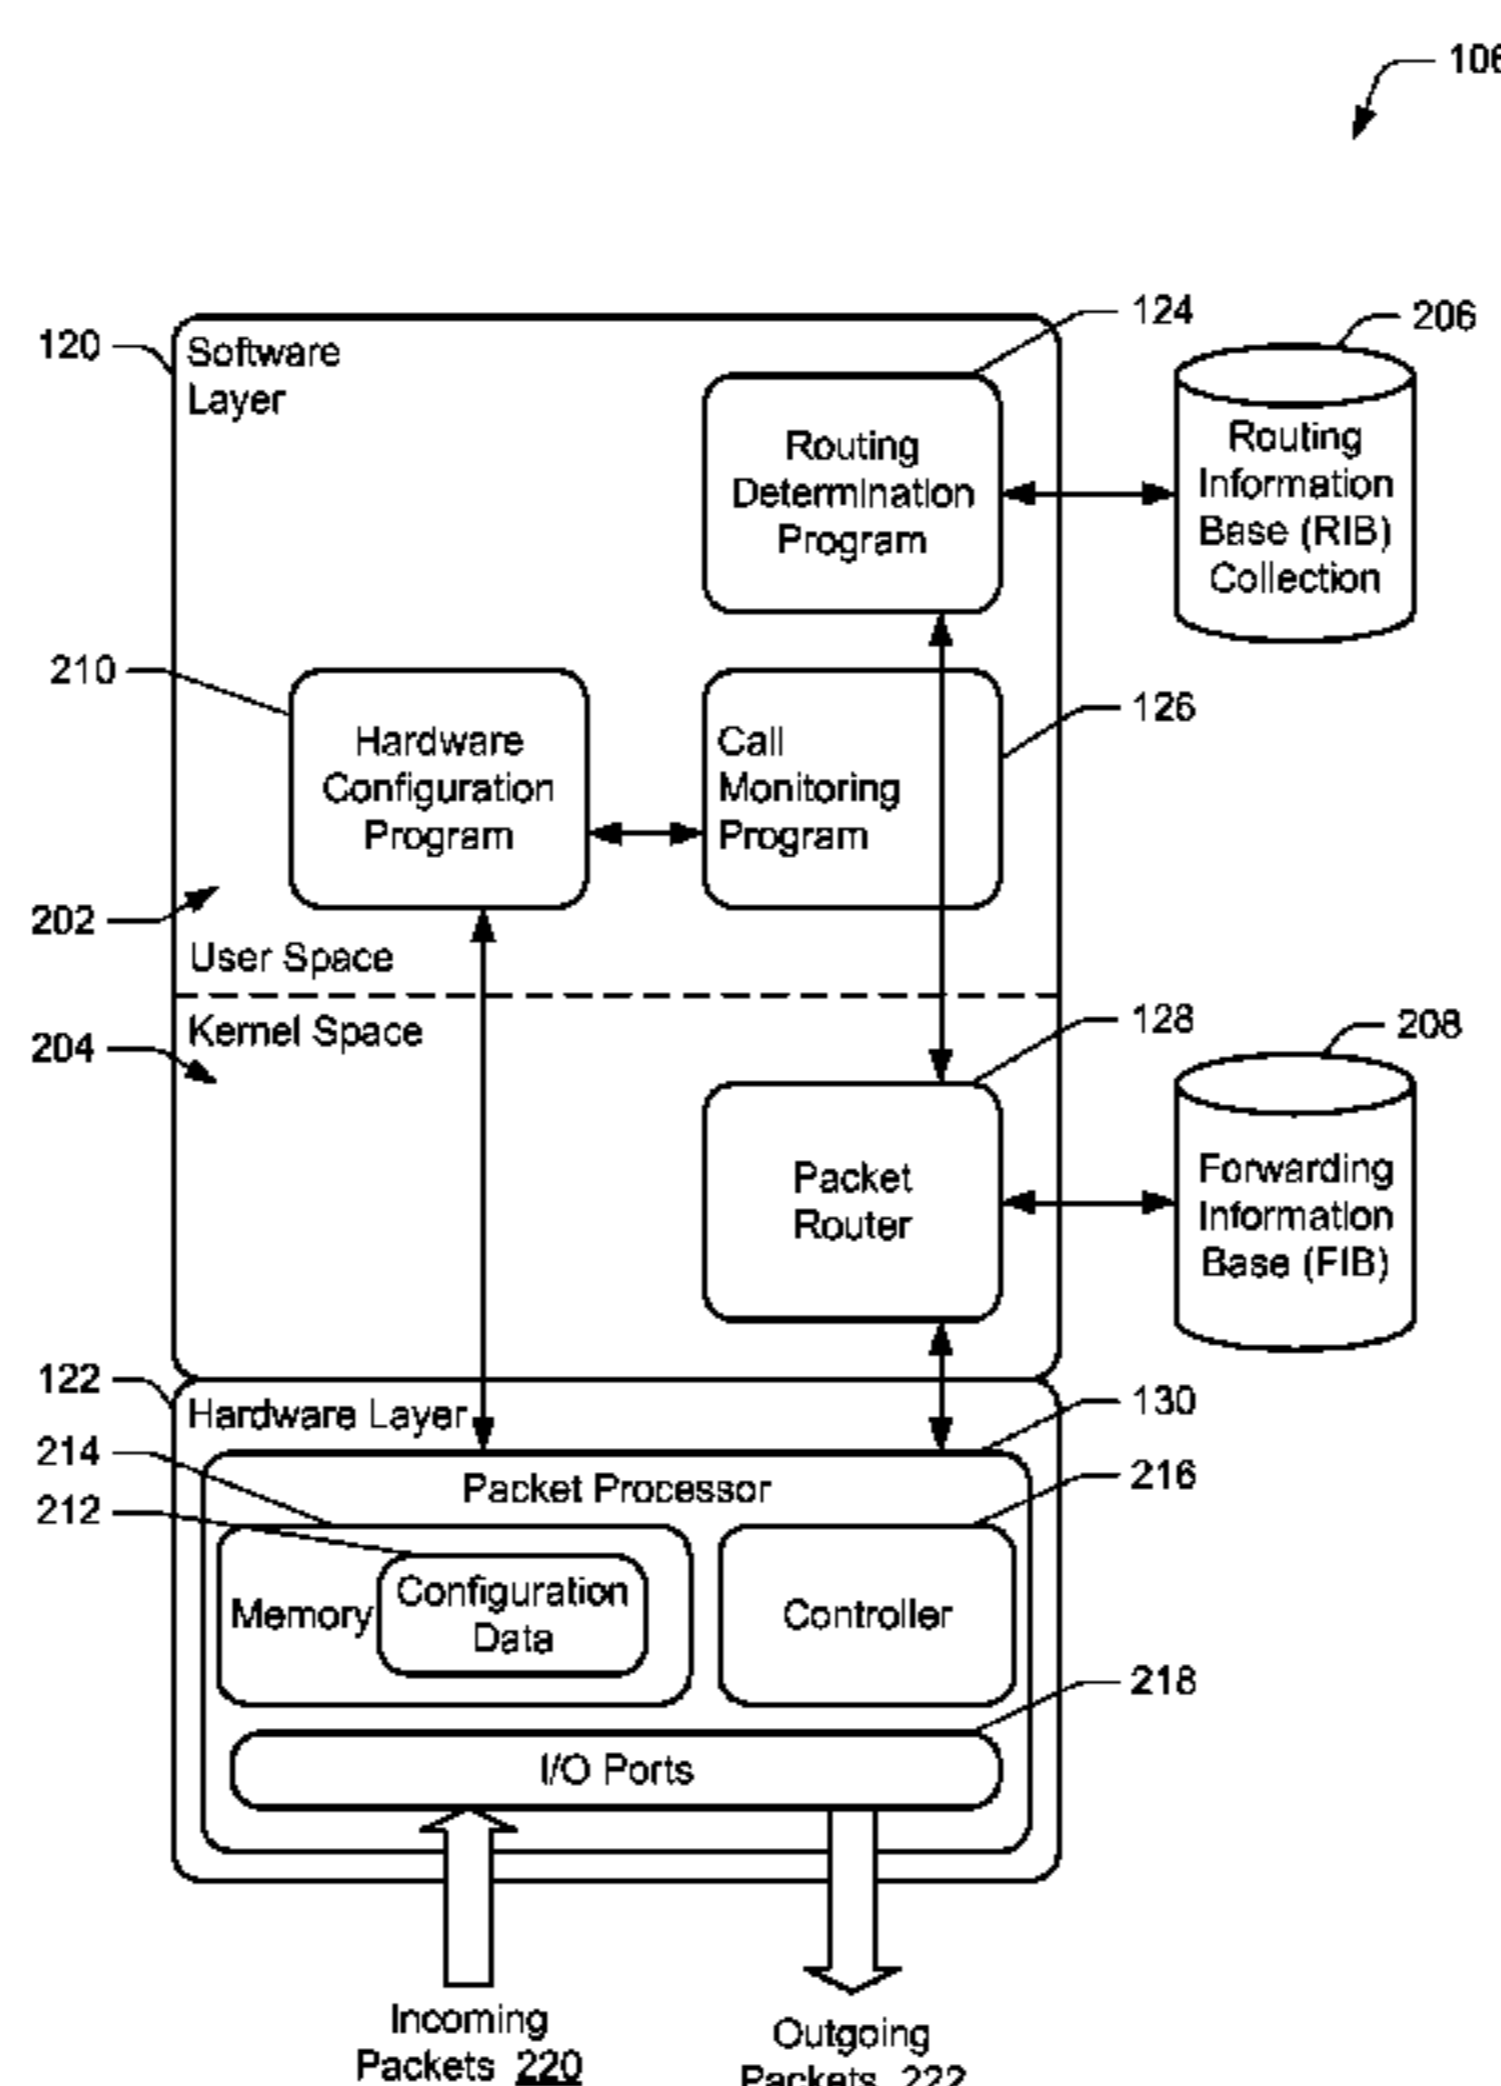 106
124
206
120
Software
Layer
Routing
Determination
Program
Routing
Information
Base (RIB)
Collection
210
126
Hardware
Configuration
Program
Call
Monitoring
Program
202
User Space
Kernel Space
204
128
208
Packet
Router
Forwarding
Information
Base (FIB)
122
Hardware Layer
130
214
Packet Processor
216
212
Memory
Configuration
Data
Controller
218
I/O Ports
Incoming
Packets 220
Outgoing
Packets 222